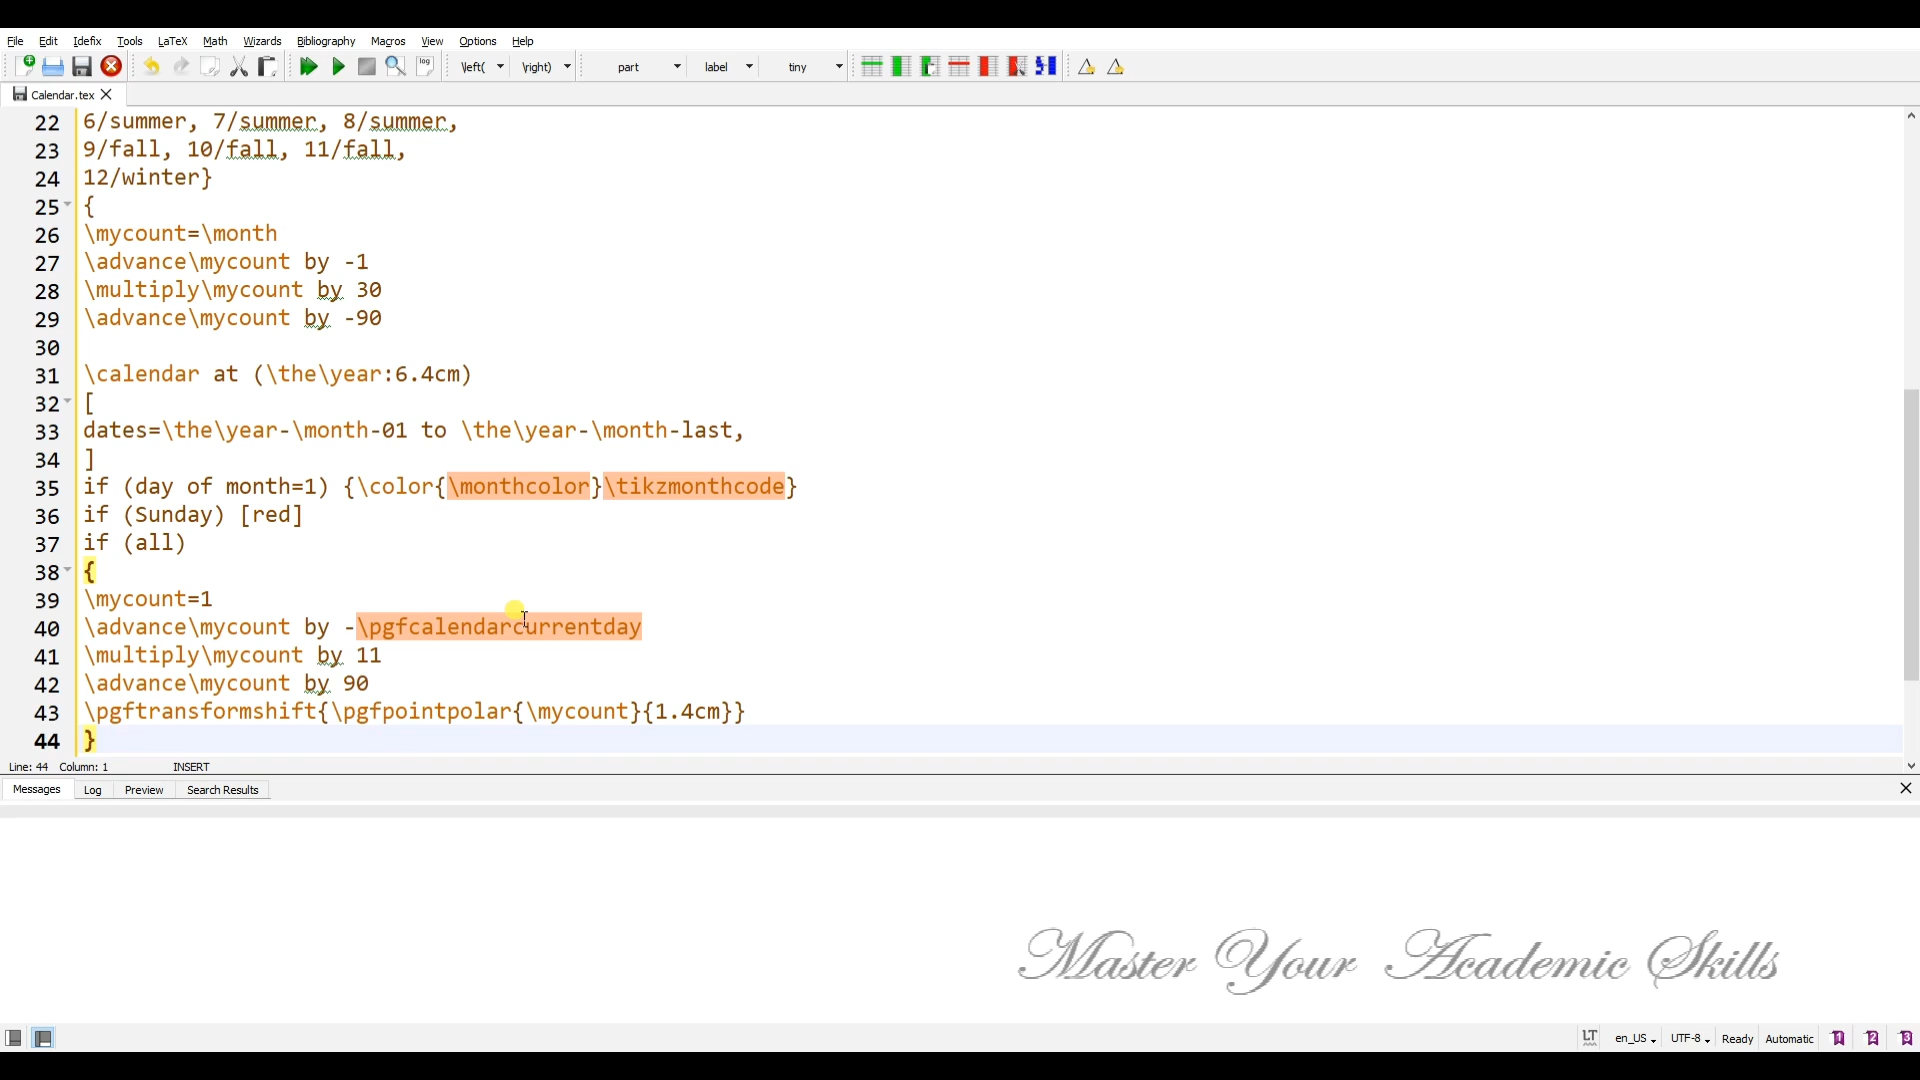 File Edit Idefix Tools LaTeX Math Wizards Bibliography Macros View Options Help
log \left( \right) part label tiny
Calendar.tex
22 6/summer, 7/summer, 8/summer,
23 9/fall, 10/fall, 11/fall,
24 12/winter}
25 {
26 \mycount=\month
27 \advance\mycount by -1
28 \multiply\mycount by 30
29 \advance\mycount by -90
30
31 \calendar at (\the\year:6.4cm)
32 [
33 dates=\the\year-\month-01 to \the\year-\month-last,
34 ]
35 if (day of month=1) {\color{\monthcolor}\tikzmonthcode}
36 if (Sunday) [red]
37 if (all)
38 {
39 \mycount=1
40 \advance\mycount by -\pgfcalendarcurrentday
41 \multiply\mycount by 11
42 \advance\mycount by 90
43 \pgftransformshift{\pgfpointpolar{\mycount}{1.4cm}}
44 }
Line: 44 Column: 1 INSERT
Messages Log Preview Search Results
Master Your Academic Skills
LT en_US UTF-8 Ready Automatic 1 2 3